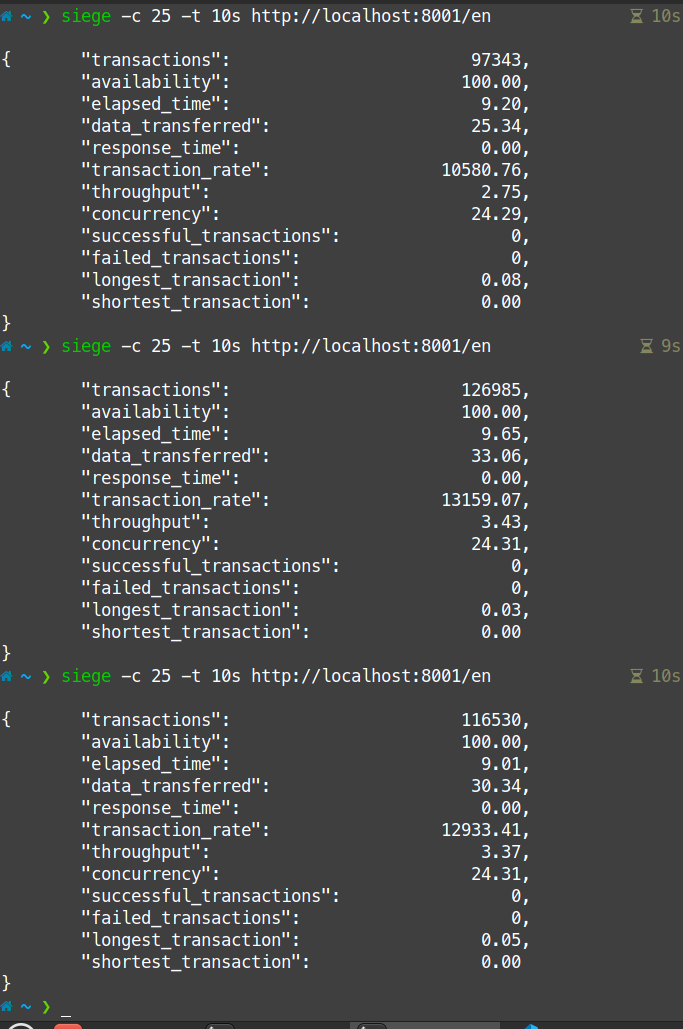 ~ ❯ siege -c 25 -t 10s http://localhost:8001/en 10s
{ "transactions": 97343,
"availability": 100.00,
"elapsed_time": 9.20,
"data_transferred": 25.34,
"response_time": 0.00,
"transaction_rate": 10580.76,
"throughput": 2.75,
"concurrency": 24.29,
"successful_transactions": 0,
"failed_transactions": 0,
"longest_transaction": 0.08,
"shortest_transaction": 0.00
}
~ ❯ siege -c 25 -t 10s http://localhost:8001/en 9s
{ "transactions": 126985,
"availability": 100.00,
"elapsed_time": 9.65,
"data_transferred": 33.06,
"response_time": 0.00,
"transaction_rate": 13159.07,
"throughput": 3.43,
"concurrency": 24.31,
"successful_transactions": 0,
"failed_transactions": 0,
"longest_transaction": 0.03,
"shortest_transaction": 0.00
}
~ ❯ siege -c 25 -t 10s http://localhost:8001/en 10s
{ "transactions": 116530,
"availability": 100.00,
"elapsed_time": 9.01,
"data_transferred": 30.34,
"response_time": 0.00,
"transaction_rate": 12933.41,
"throughput": 3.37,
"concurrency": 24.31,
"successful_transactions": 0,
"failed_transactions": 0,
"longest_transaction": 0.05,
"shortest_transaction": 0.00
}
~ ❯ _